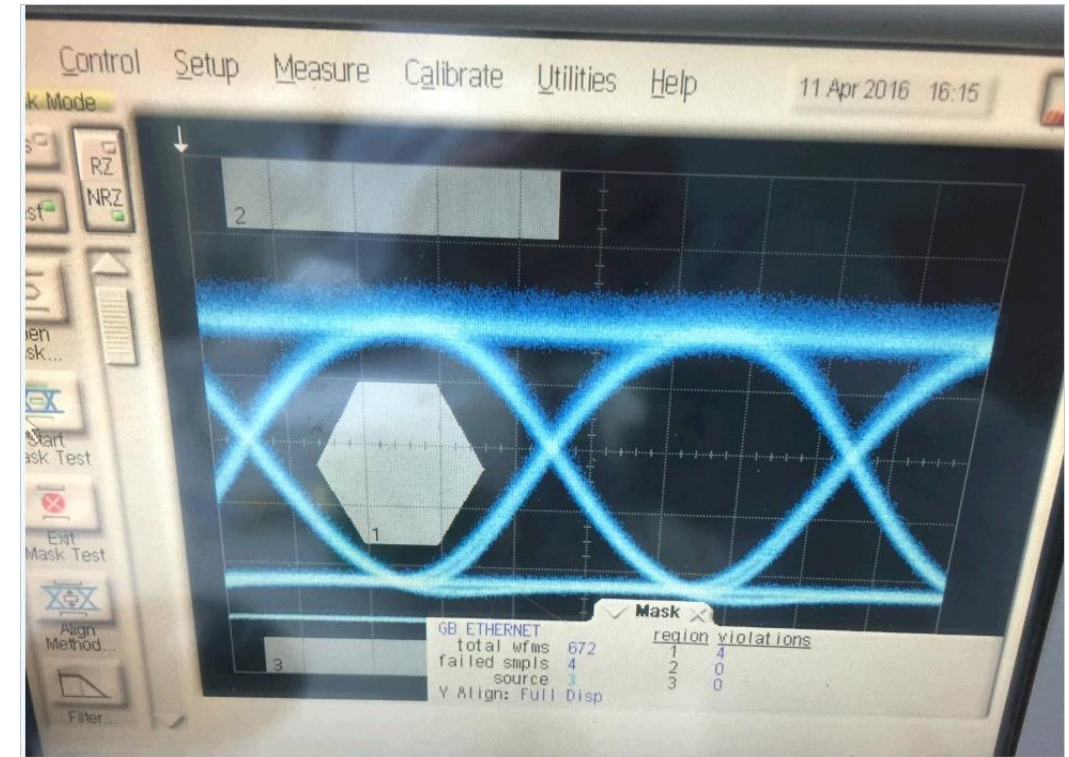 Control Setup Measure Calibrate Utilities Help 11 Apr 2016 16:15
k Mode
RZ
NRZ
2
Start
ask Test
Exit
Mask Test
Align
Method...
Filter...
1
3
Mask
GB ETHERNET
total wfms 672
failed smpls 4
source 3
Y Align: Full Disp
region violations
1 4
2 0
3 0